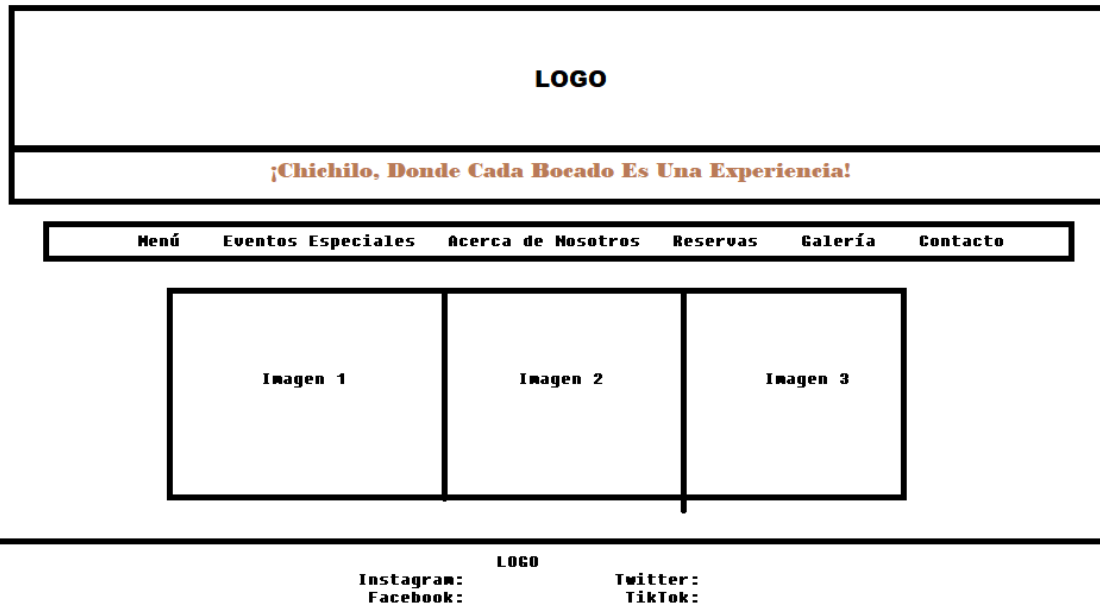 LOGO
¡Chichilo, Donde Cada Bocado Es Una Experiencia!
Menú Eventos Especiales Acerca de Nosotros Reservas Galería Contacto
Imagen 1 Imagen 2 Imagen 3
LOGO
Instagram: Twitter:
Facebook: TikTok: